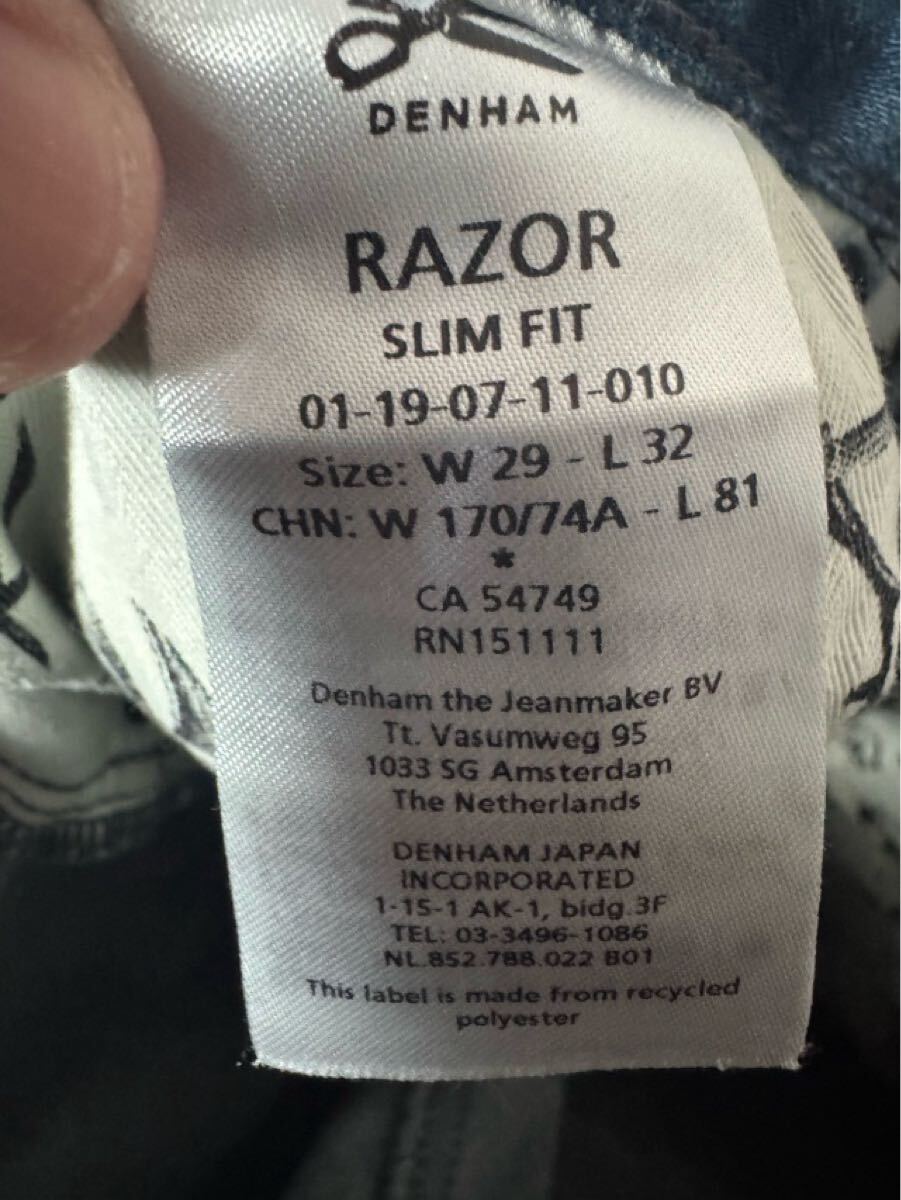 DENHAM
RAZOR
SLIM FIT
01-19-07-11-010
Size: W 29 - L 32
CHN: W 170/74A - L 81
*
CA 54749
RN151111
Denham the Jeanmaker BV
Tt. Vasumweg 95
1033 SG Amsterdam
The Netherlands
DENHAM JAPAN
INCORPORATED
1-15-1 AK-1, bidg.3F
TEL: 03-3496-1086
NL.852.788.022 B01
This label is made from recycled
polyester